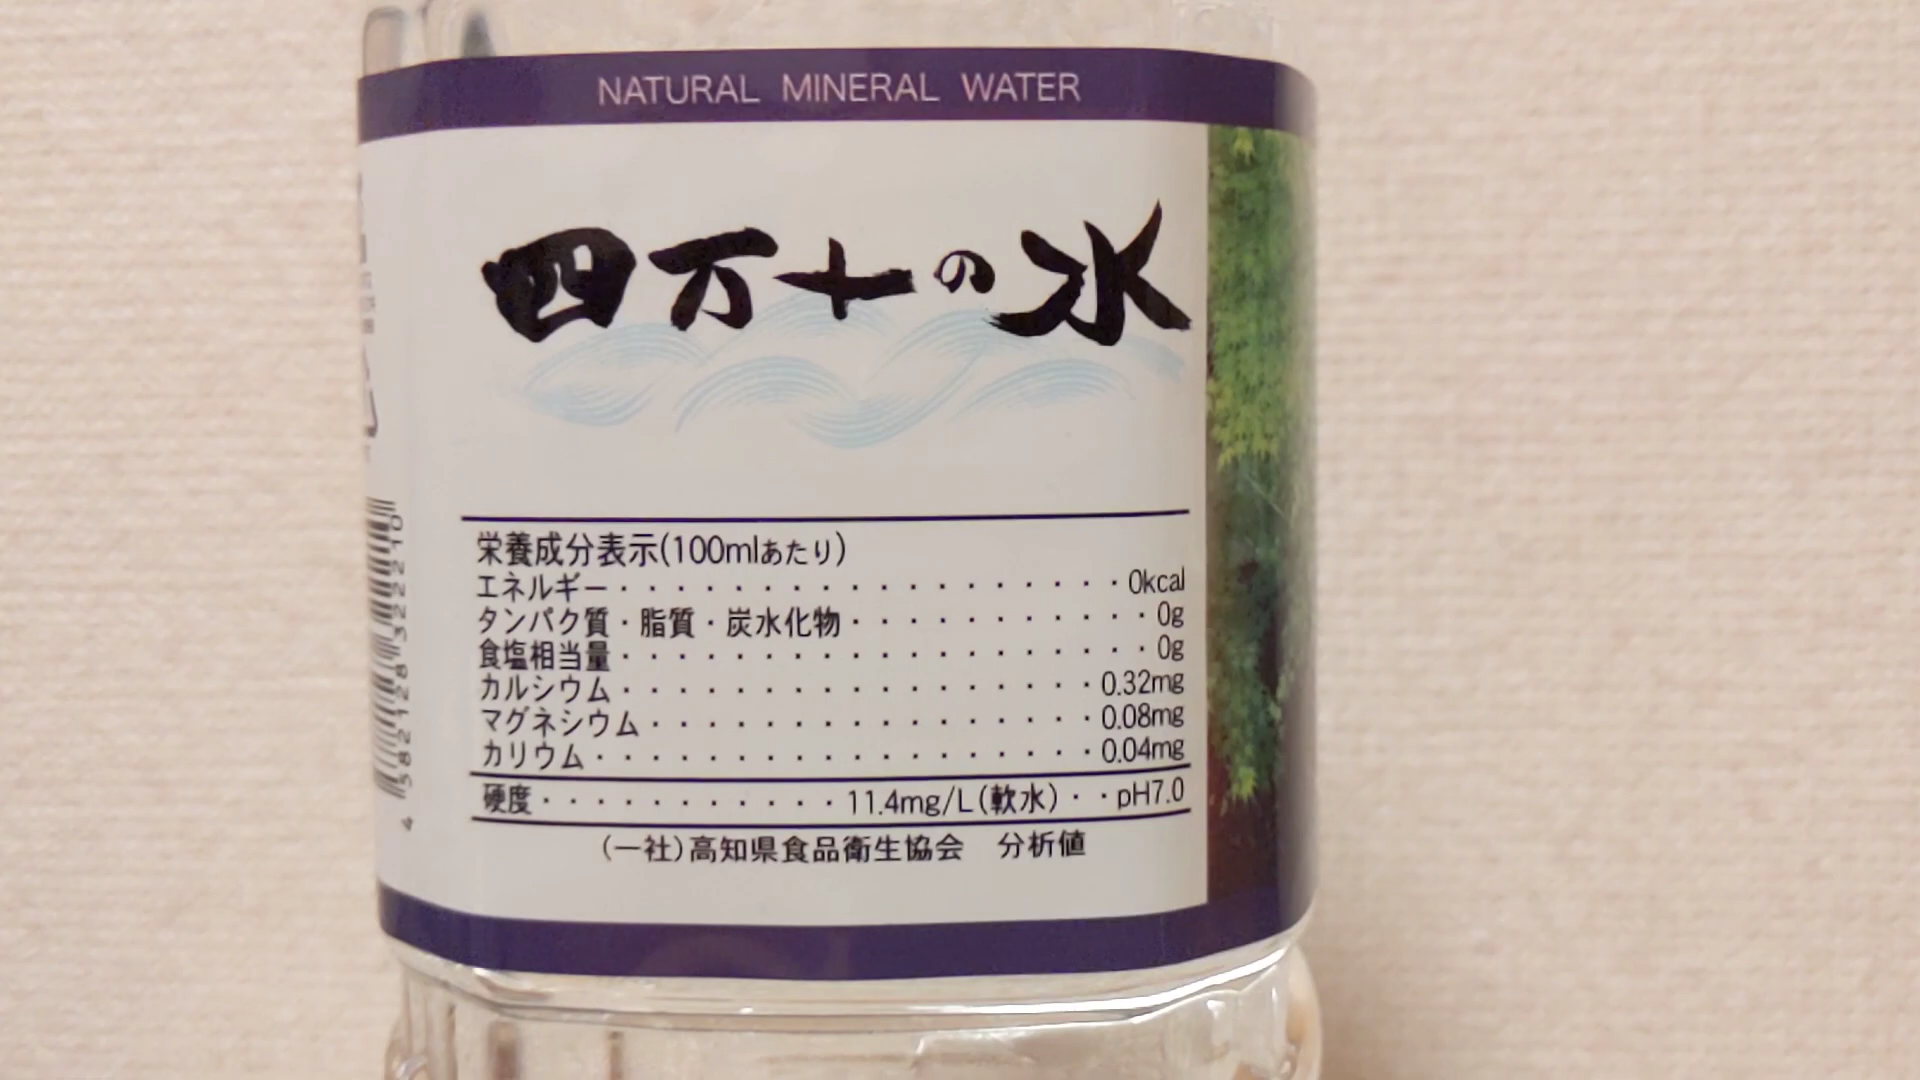 NATURAL MINERAL WATER
四万十の水
栄養成分表示(100mlあたり)
エネルギー・・・・・・・・・・・・・・・・・・0kcal
タンパク質・脂質・炭水化物・・・・・・・・・・・0g
食塩相当量・・・・・・・・・・・・・・・・・・・0g
カルシウム・・・・・・・・・・・・・・・・・0.32mg
マグネシウム・・・・・・・・・・・・・・・・0.08mg
カリウム・・・・・・・・・・・・・・・・・・0.04mg
硬度・・・・・・・・・・・11.4mg/L(軟水)・・pH7.0
(一社)高知県食品衛生協会 分析値
4 582128 322210